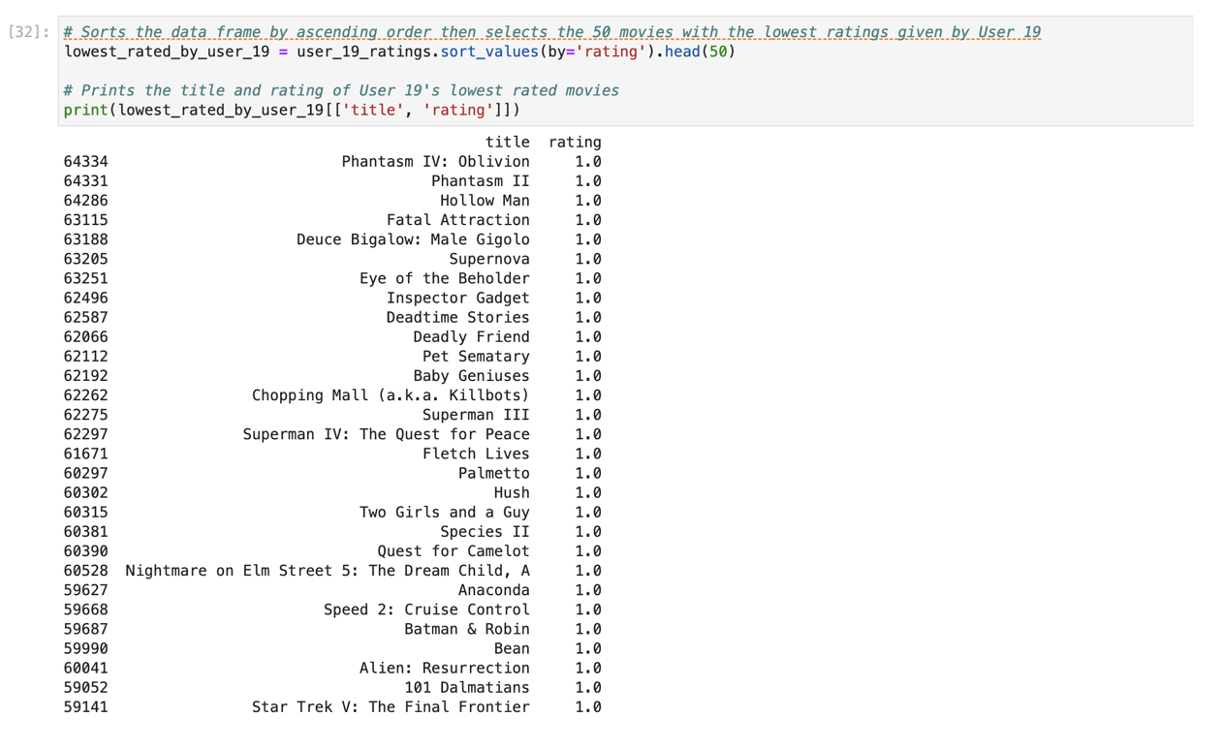 [32]: # Sorts the data frame by ascending order then selects the 50 movies with the lowest ratings given by User 19
lowest_rated_by_user_19 = user_19_ratings.sort_values(by='rating').head(50)
# Prints the title and rating of User 19's lowest rated movies
print(lowest_rated_by_user_19[['title', 'rating']])
title rating
64334 Phantasm IV: Oblivion 1.0
64331 Phantasm II 1.0
64286 Hollow Man 1.0
63115 Fatal Attraction 1.0
63188 Deuce Bigalow: Male Gigolo 1.0
63205 Supernova 1.0
63251 Eye of the Beholder 1.0
62496 Inspector Gadget 1.0
62587 Deadtime Stories 1.0
62066 Deadly Friend 1.0
62112 Pet Sematary 1.0
62192 Baby Geniuses 1.0
62262 Chopping Mall (a.k.a. Killbots) 1.0
62275 Superman III 1.0
62297 Superman IV: The Quest for Peace 1.0
61671 Fletch Lives 1.0
60297 Palmetto 1.0
60302 Hush 1.0
60315 Two Girls and a Guy 1.0
60381 Species II 1.0
60390 Quest for Camelot 1.0
60528 Nightmare on Elm Street 5: The Dream Child, A 1.0
59627 Anaconda 1.0
59668 Speed 2: Cruise Control 1.0
59687 Batman & Robin 1.0
59990 Bean 1.0
60041 Alien: Resurrection 1.0
59052 101 Dalmatians 1.0
59141 Star Trek V: The Final Frontier 1.0